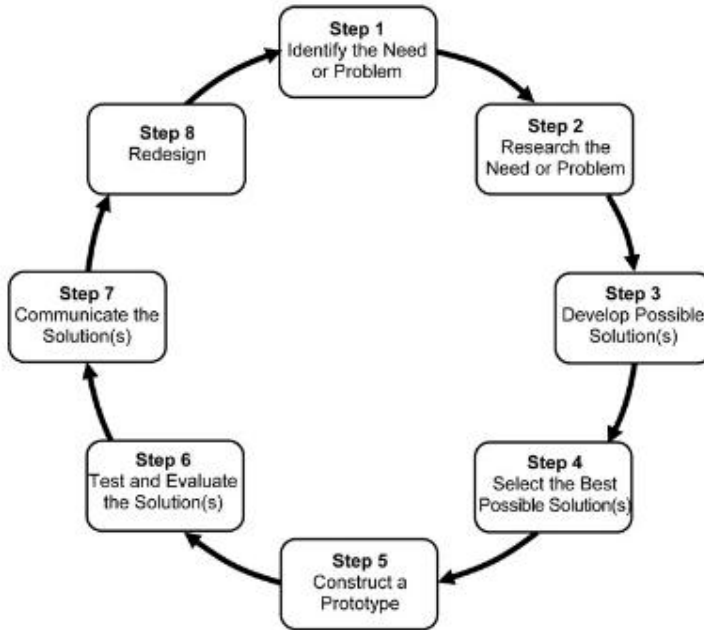 Step 1
Identify the Need
or Problem
Step 2
Research the
Need or Problem
Step 3
Develop Possible
Solution(s)
Step 4
Select the Best
Possible Solution(s)
Step 5
Construct a
Prototype
Step 6
Test and Evaluate
the Solution(s)
Step 7
Communicate the
Solution(s)
Step 8
Redesign